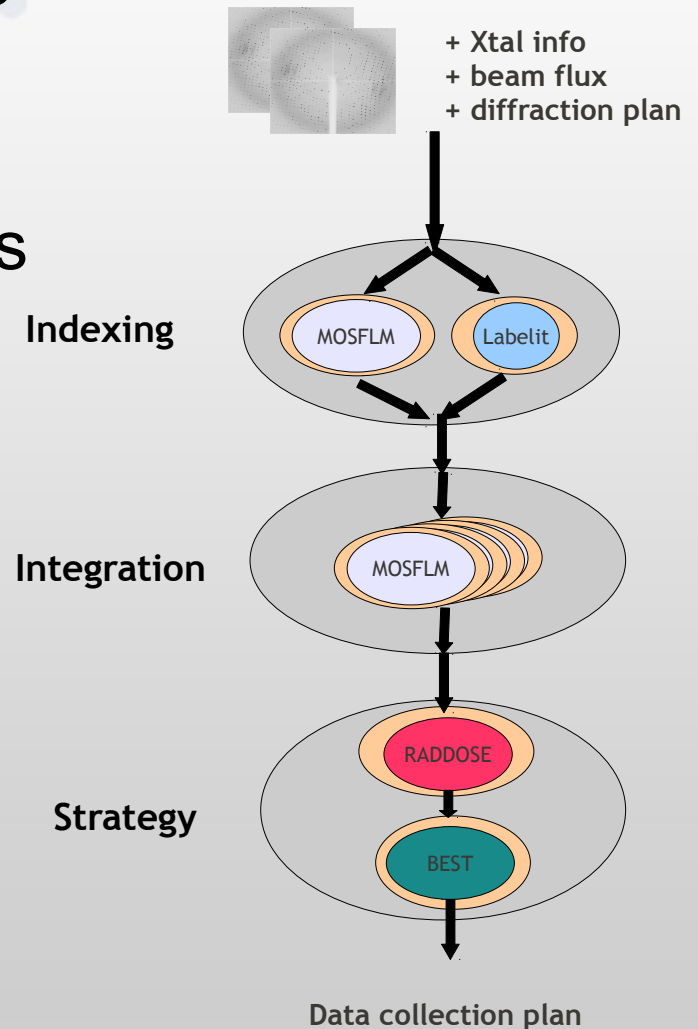 + Xtal info
+ beam flux
+ diffraction plan
s
Indexing
MOSFLM
Labelit
Integration
MOSFLM
RADDOSE
Strategy
BEST
Data collection plan